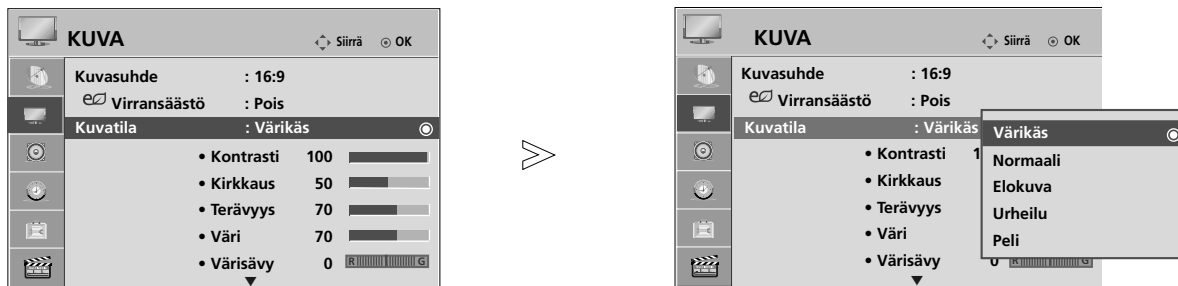 KUVA Siirrä OK
Kuvasuhde : 16:9
e Virransäästö : Pois
Kuvatila : Värikäs
• Kontrasti 100
• Kirkkaus 50
• Terävyys 70
• Väri 70
• Värisävy 0 R G
KUVA Siirrä OK
Kuvasuhde : 16:9
e Virransäästö : Pois
Kuvatila : Värikäs
• Kontrasti 1
• Kirkkaus
• Terävyys
• Väri
• Värisävy 0 R G
Värikäs
Normaali
Elokuva
Urheilu
Peli